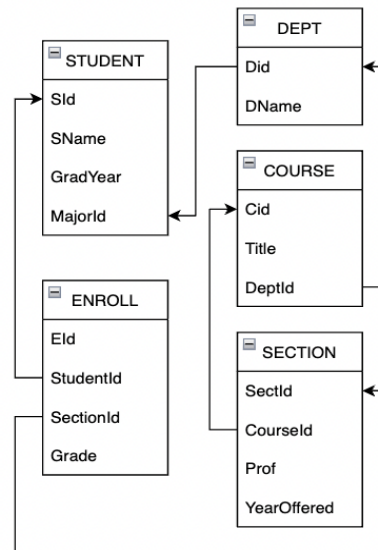 STUDENT
SId
SName
GradYear
MajorId
ENROLL
EId
StudentId
SectionId
Grade
DEPT
Did
DName
COURSE
Cid
Title
DeptId
SECTION
SectId
CourseId
Prof
YearOffered